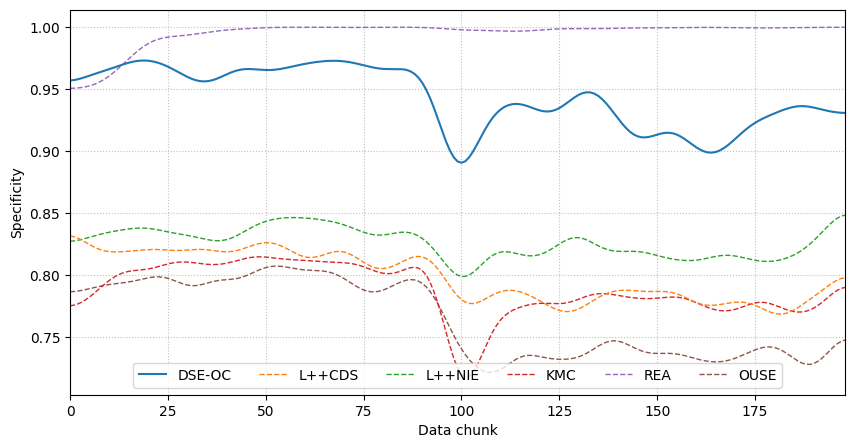 1.00
0.95
0.90
0.85
0.80
0.75
Specificity
DSE-OC L++CDS L++NIE KMC REA OUSE
0 25 50 75 100 125 150 175
Data chunk